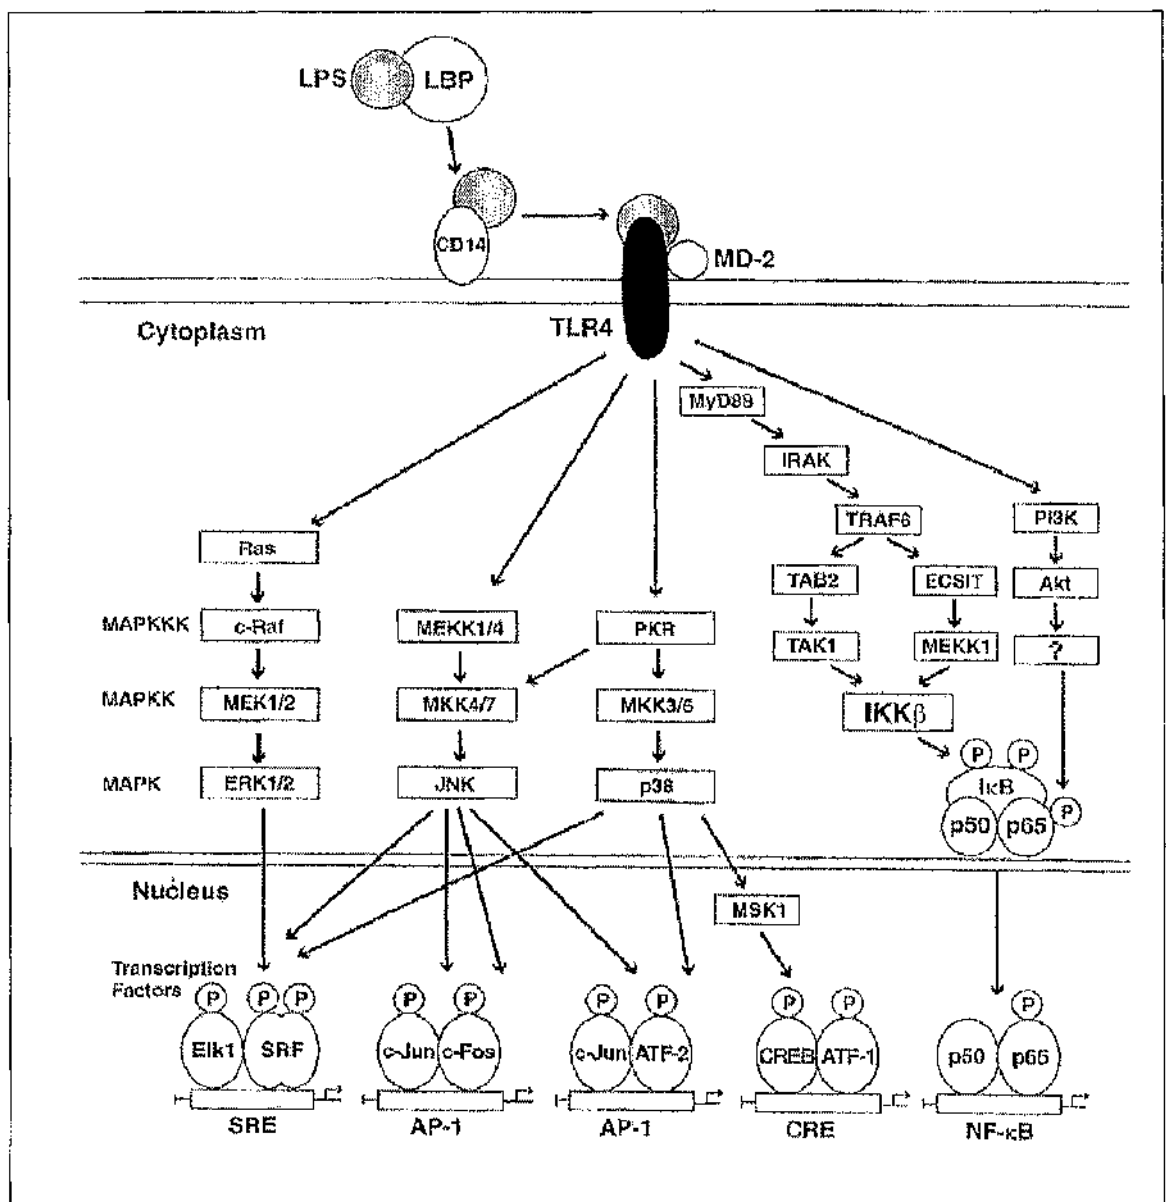 LPS LBP
CD14
MD-2
TLR4
Cytoplasm
MyD88
IRAK
TRAF6
PI3K
Ras
TAB2
ECSIT
Akt
MAPKKK
c-Raf
MEKK1/4
PKR
TAK1
MEKK1
?
MAPKK
MEK1/2
MKK4/7
MKK3/6
IKKβ
MAPK
ERK1/2
JNK
p38
P P
IκB
p50 p65 P
Nucleus
MSK1
Transcription
Factors
P P P P P P P P P P
Elk1 SRF c-Jun c-Fos c-Jun ATF-2 CREB ATF-1 p50 p65
SRE AP-1 AP-1 CRE NF-κB